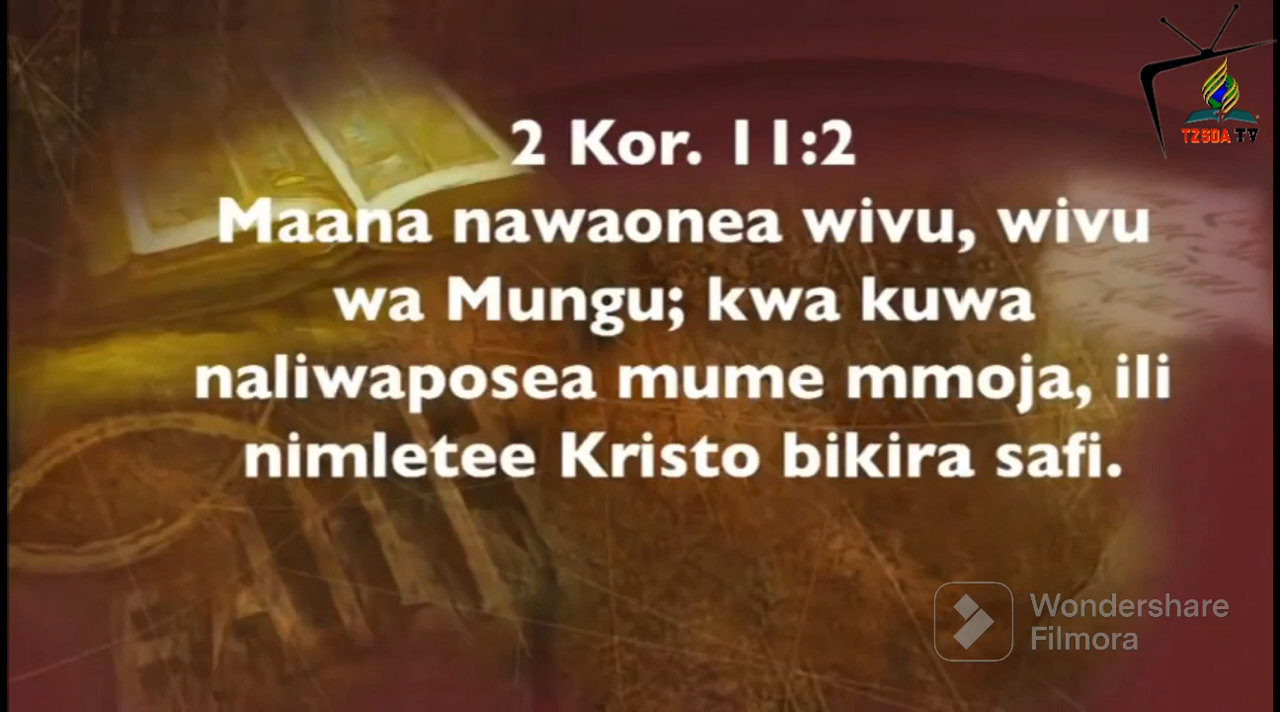 TZSDA TV
2 Kor. 11:2
Maana nawaonea wivu, wivu
wa Mungu; kwa kuwa
naliwaposea mume mmoja, ili
nimletee Kristo bikira safi.
Wondershare
Filmora